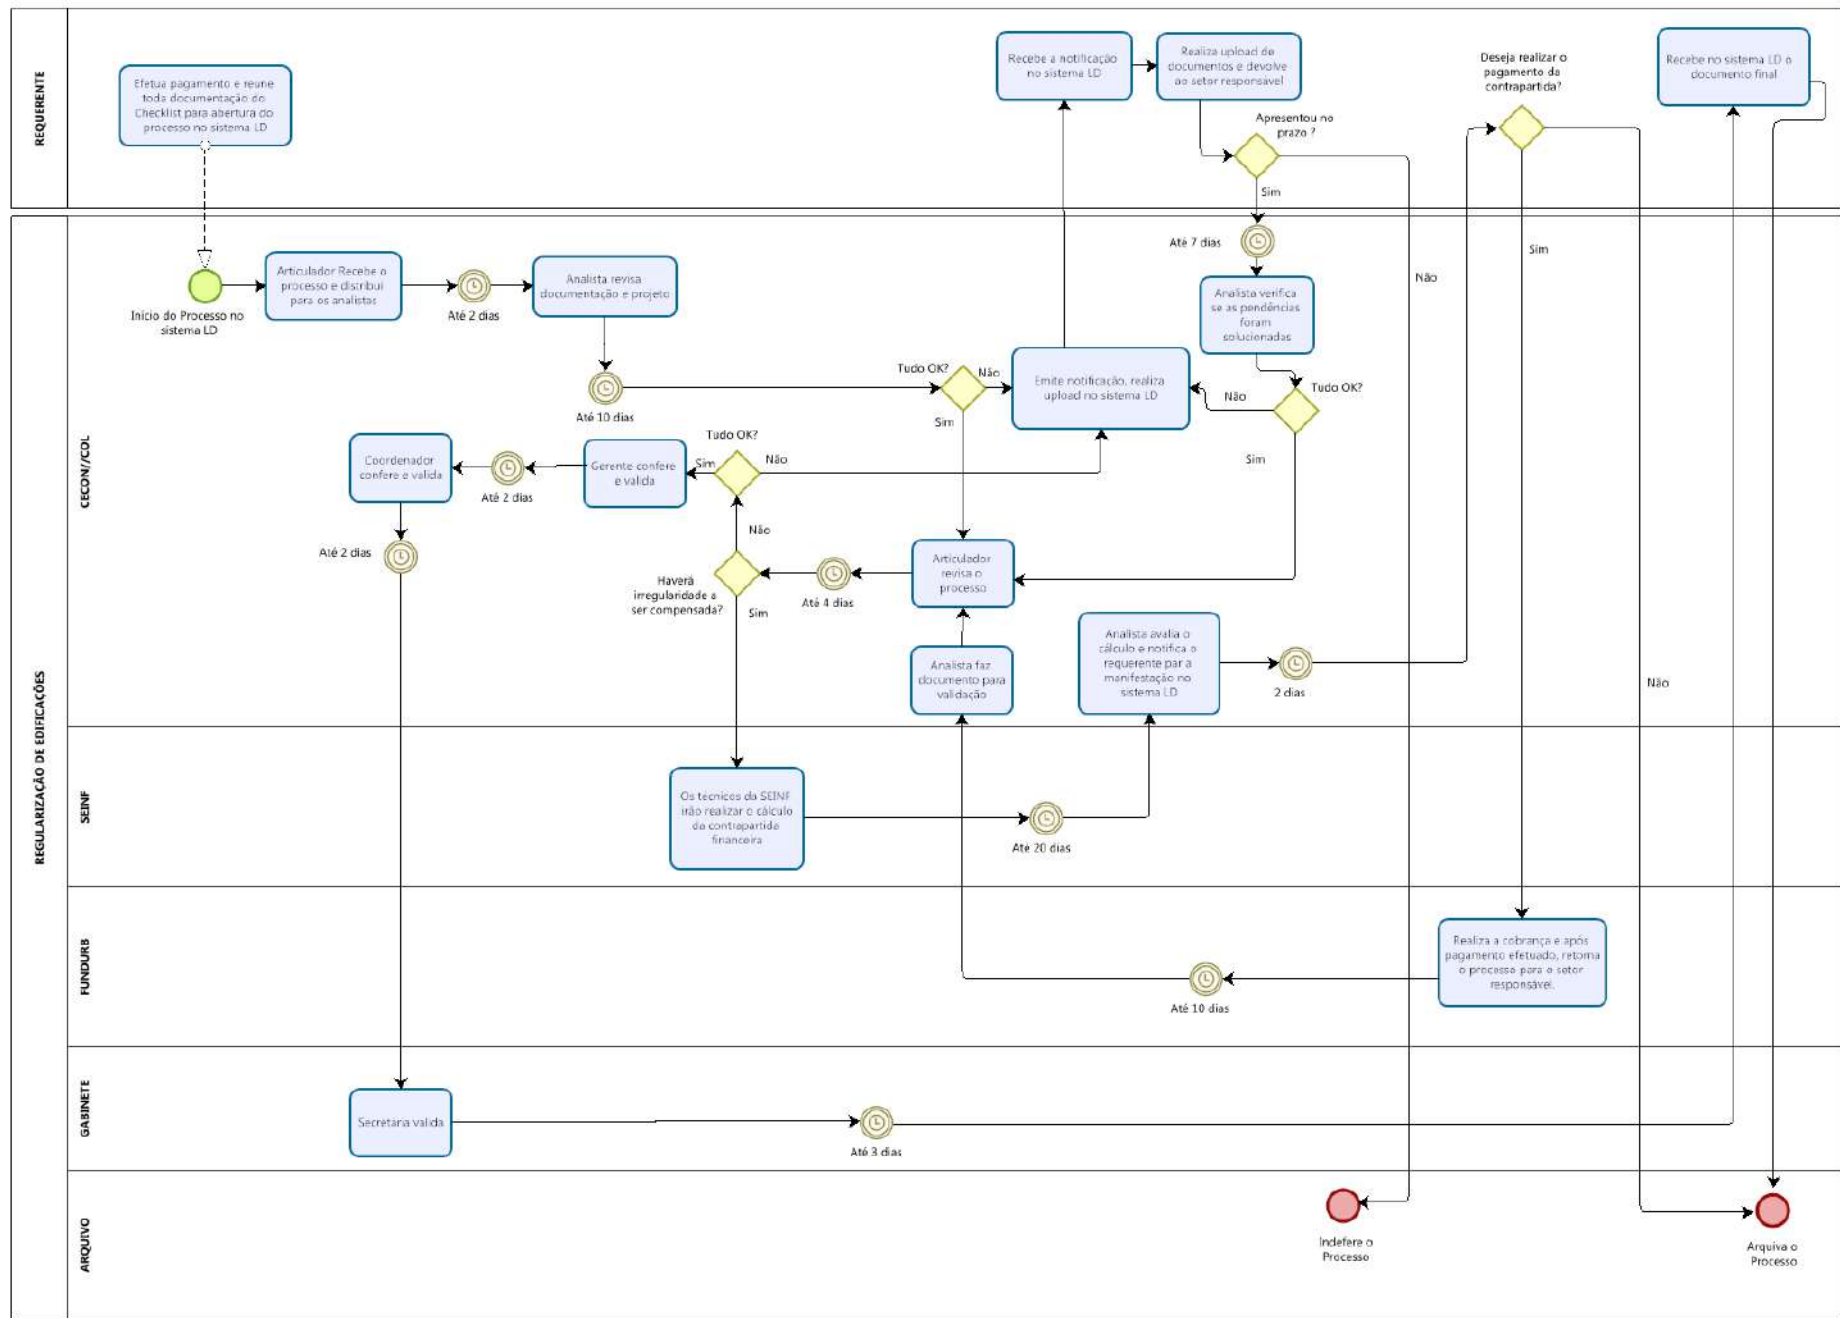 REQUERENTE
Efetua pagamento e reune
toda documentação do
Checklist para abertura do
processo no sistema LD
Recebe a notificação
no sistema LD
Realiza upload de
documentos e devolve
ao setor responsável
Apresentou no
prazo ?
Sim
Não
Deseja realizar o
pagamento da
contrapartida?
Sim
Não
Recebe no sistema LD o
documento final
REGULARIZAÇÃO DE EDIFICAÇÕES
CECONI/COL
Início do Processo no
sistema LD
Articulador Recebe o
processo e distribui
para os analistas
Até 2 dias
Analista revisa
documentação e projeto
Até 10 dias
Tudo OK?
Não
Sim
Emite notificação, realiza
upload no sistema LD
Até 7 dias
Analista verifica
se as pendências
foram
solucionadas
Tudo OK?
Não
Sim
Coordenador
confere e valida
Até 2 dias
Gerente confere
e valida
Sim
Tudo OK?
Não
Até 2 dias
Não
Haverá
irregularidade a
ser compensada?
Sim
Até 4 dias
Articulador
revisa o
processo
Analista faz
documento para
validação
Analista avalia o
cálculo e notifica o
requerente par a
manifestação no
sistema LD
2 dias
SEINF
Os técnicos da SEINF
irão realizar o cálculo
da contrapartida
financeira
Até 20 dias
FUNDURB
Realiza a cobrança e após
pagamento efetuado, retorna
o processo para o setor
responsável.
Até 10 dias
GABINETE
Secretaria valida
Até 3 dias
ARQUIVO
Indefere o
Processo
Arquiva o
Processo